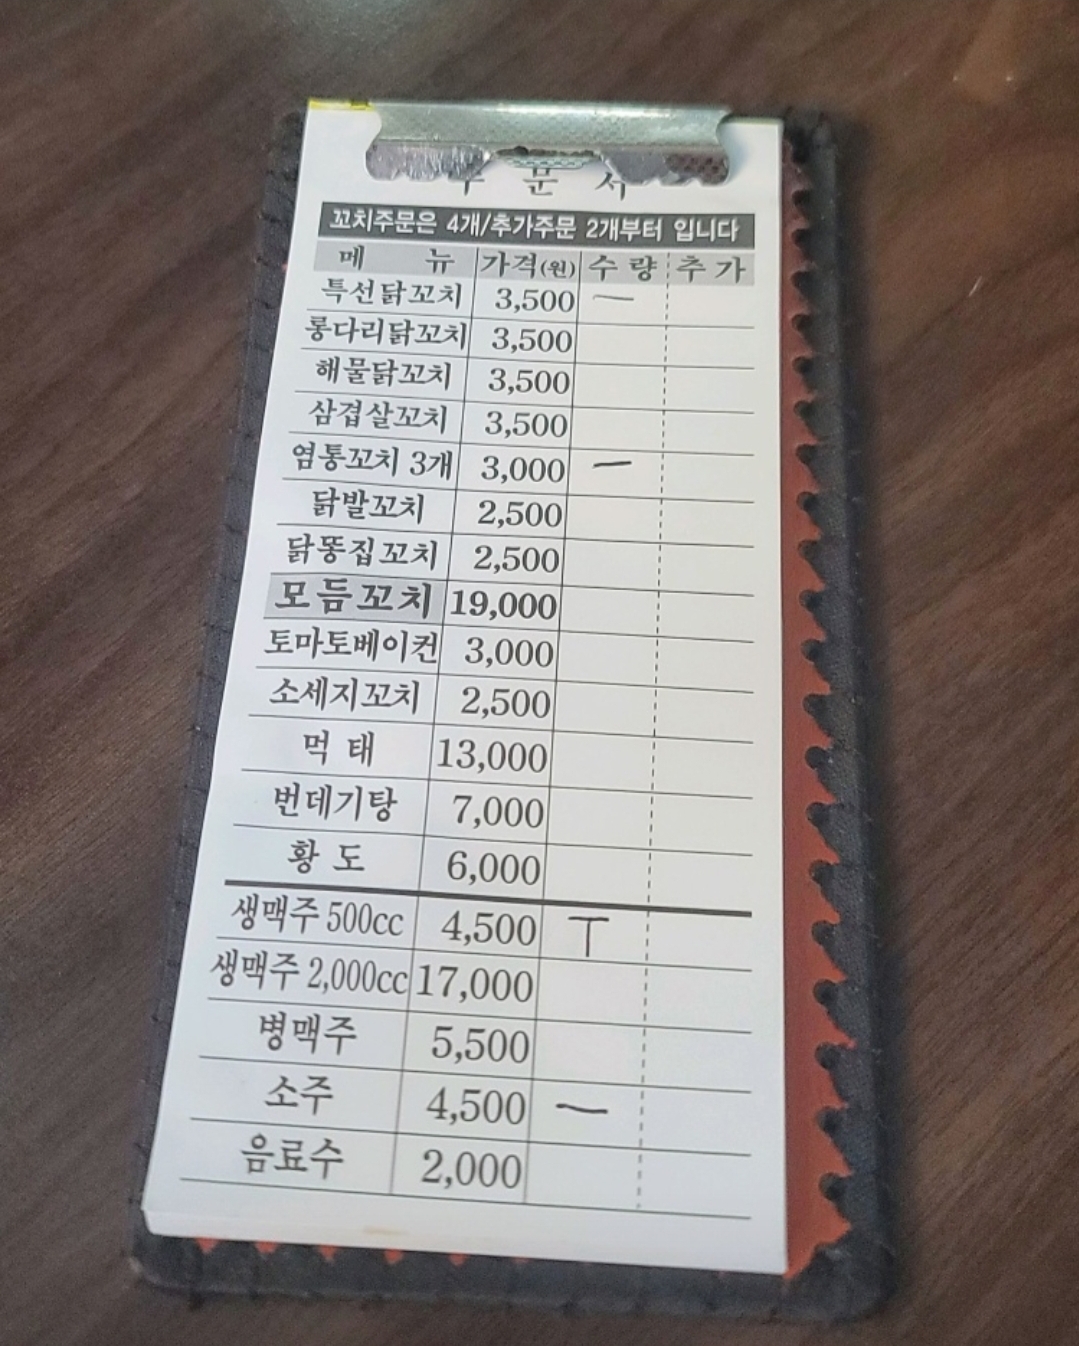 주 문 서
꼬치주문은 4개/추가주문 2개부터 입니다
메 뉴 가격(원) 수 량 추 가
특선닭꼬치 3,500 一
롱다리닭꼬치 3,500
해물닭꼬치 3,500
삼겹살꼬치 3,500
염통꼬치 3개 3,000 一
닭발꼬치 2,500
닭똥집꼬치 2,500
모듬꼬치 19,000
토마토베이컨 3,000
소세지꼬치 2,500
먹 태 13,000
번데기탕 7,000
황 도 6,000
생맥주 500cc 4,500 T
생맥주 2,000cc 17,000
병맥주 5,500
소주 4,500 一
음료수 2,000